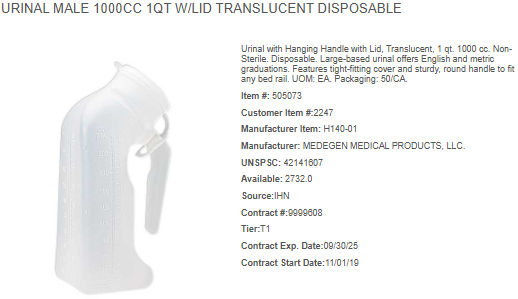 URINAL MALE 1000CC 1QT W/LID TRANSLUCENT DISPOSABLE
Urinal with Hanging Handle with Lid, Translucent, 1 qt. 1000 cc. Non-
Sterile. Disposable. Large-based urinal offers English and metric
graduations. Features tight-fitting cover and sturdy, round handle to fit
any bed rail. UOM: EA. Packaging: 50/CA.
Item #: 505073
Customer Item #:2247
Manufacturer Item: H140-01
Manufacturer: MEDEGEN MEDICAL PRODUCTS, LLC.
UNSPSC: 42141607
Available: 2732.0
Source:IHN
Contract #:9999608
Tier:T1
Contract Exp. Date:09/30/25
Contract Start Date:11/01/19